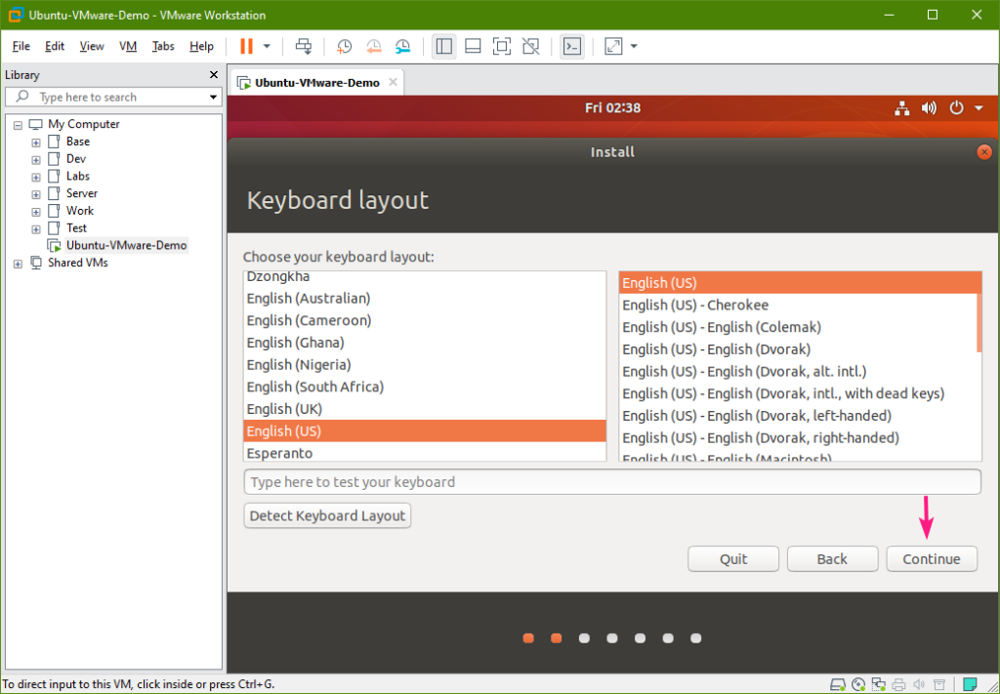 Ubuntu-VMware-Demo - VMware Workstation
File Edit View VM Tabs Help
Library
Type here to search
My Computer
Base
Dev
Labs
Server
Work
Test
Ubuntu-VMware-Demo
Shared VMs
Ubuntu-VMware-Demo
Fri 02:38
Install
Keyboard layout
Choose your keyboard layout:
Dzongkha
English (Australian)
English (Cameroon)
English (Ghana)
English (Nigeria)
English (South Africa)
English (UK)
English (US)
Esperanto
English (US)
English (US) - Cherokee
English (US) - English (Colemak)
English (US) - English (Dvorak)
English (US) - English (Dvorak, alt. intl.)
English (US) - English (Dvorak, intl., with dead keys)
English (US) - English (Dvorak, left-handed)
English (US) - English (Dvorak, right-handed)
English (US) - English (Macintosh)
Type here to test your keyboard
Detect Keyboard Layout
Quit Back Continue
To direct input to this VM, click inside or press Ctrl+G.